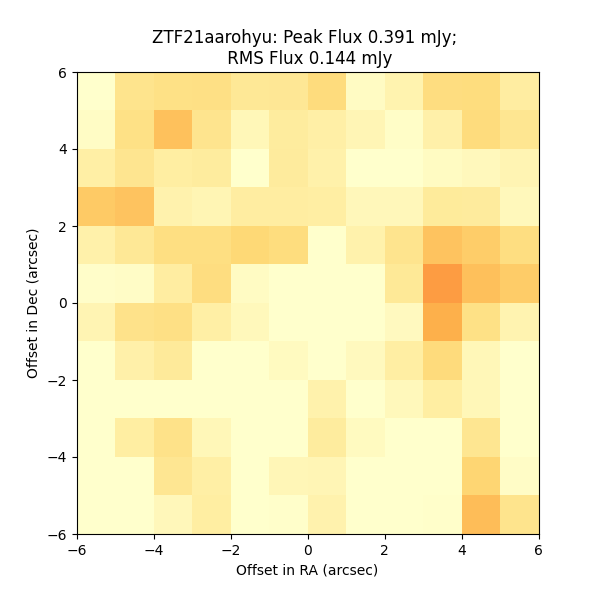 ZTF21aarohyu: Peak Flux 0.391 mJy;
RMS Flux 0.144 mJy
6
4
2
0
−2
−4
−6
Offset in Dec (arcsec)
−6 −4 −2 0 2 4 6
Offset in RA (arcsec)